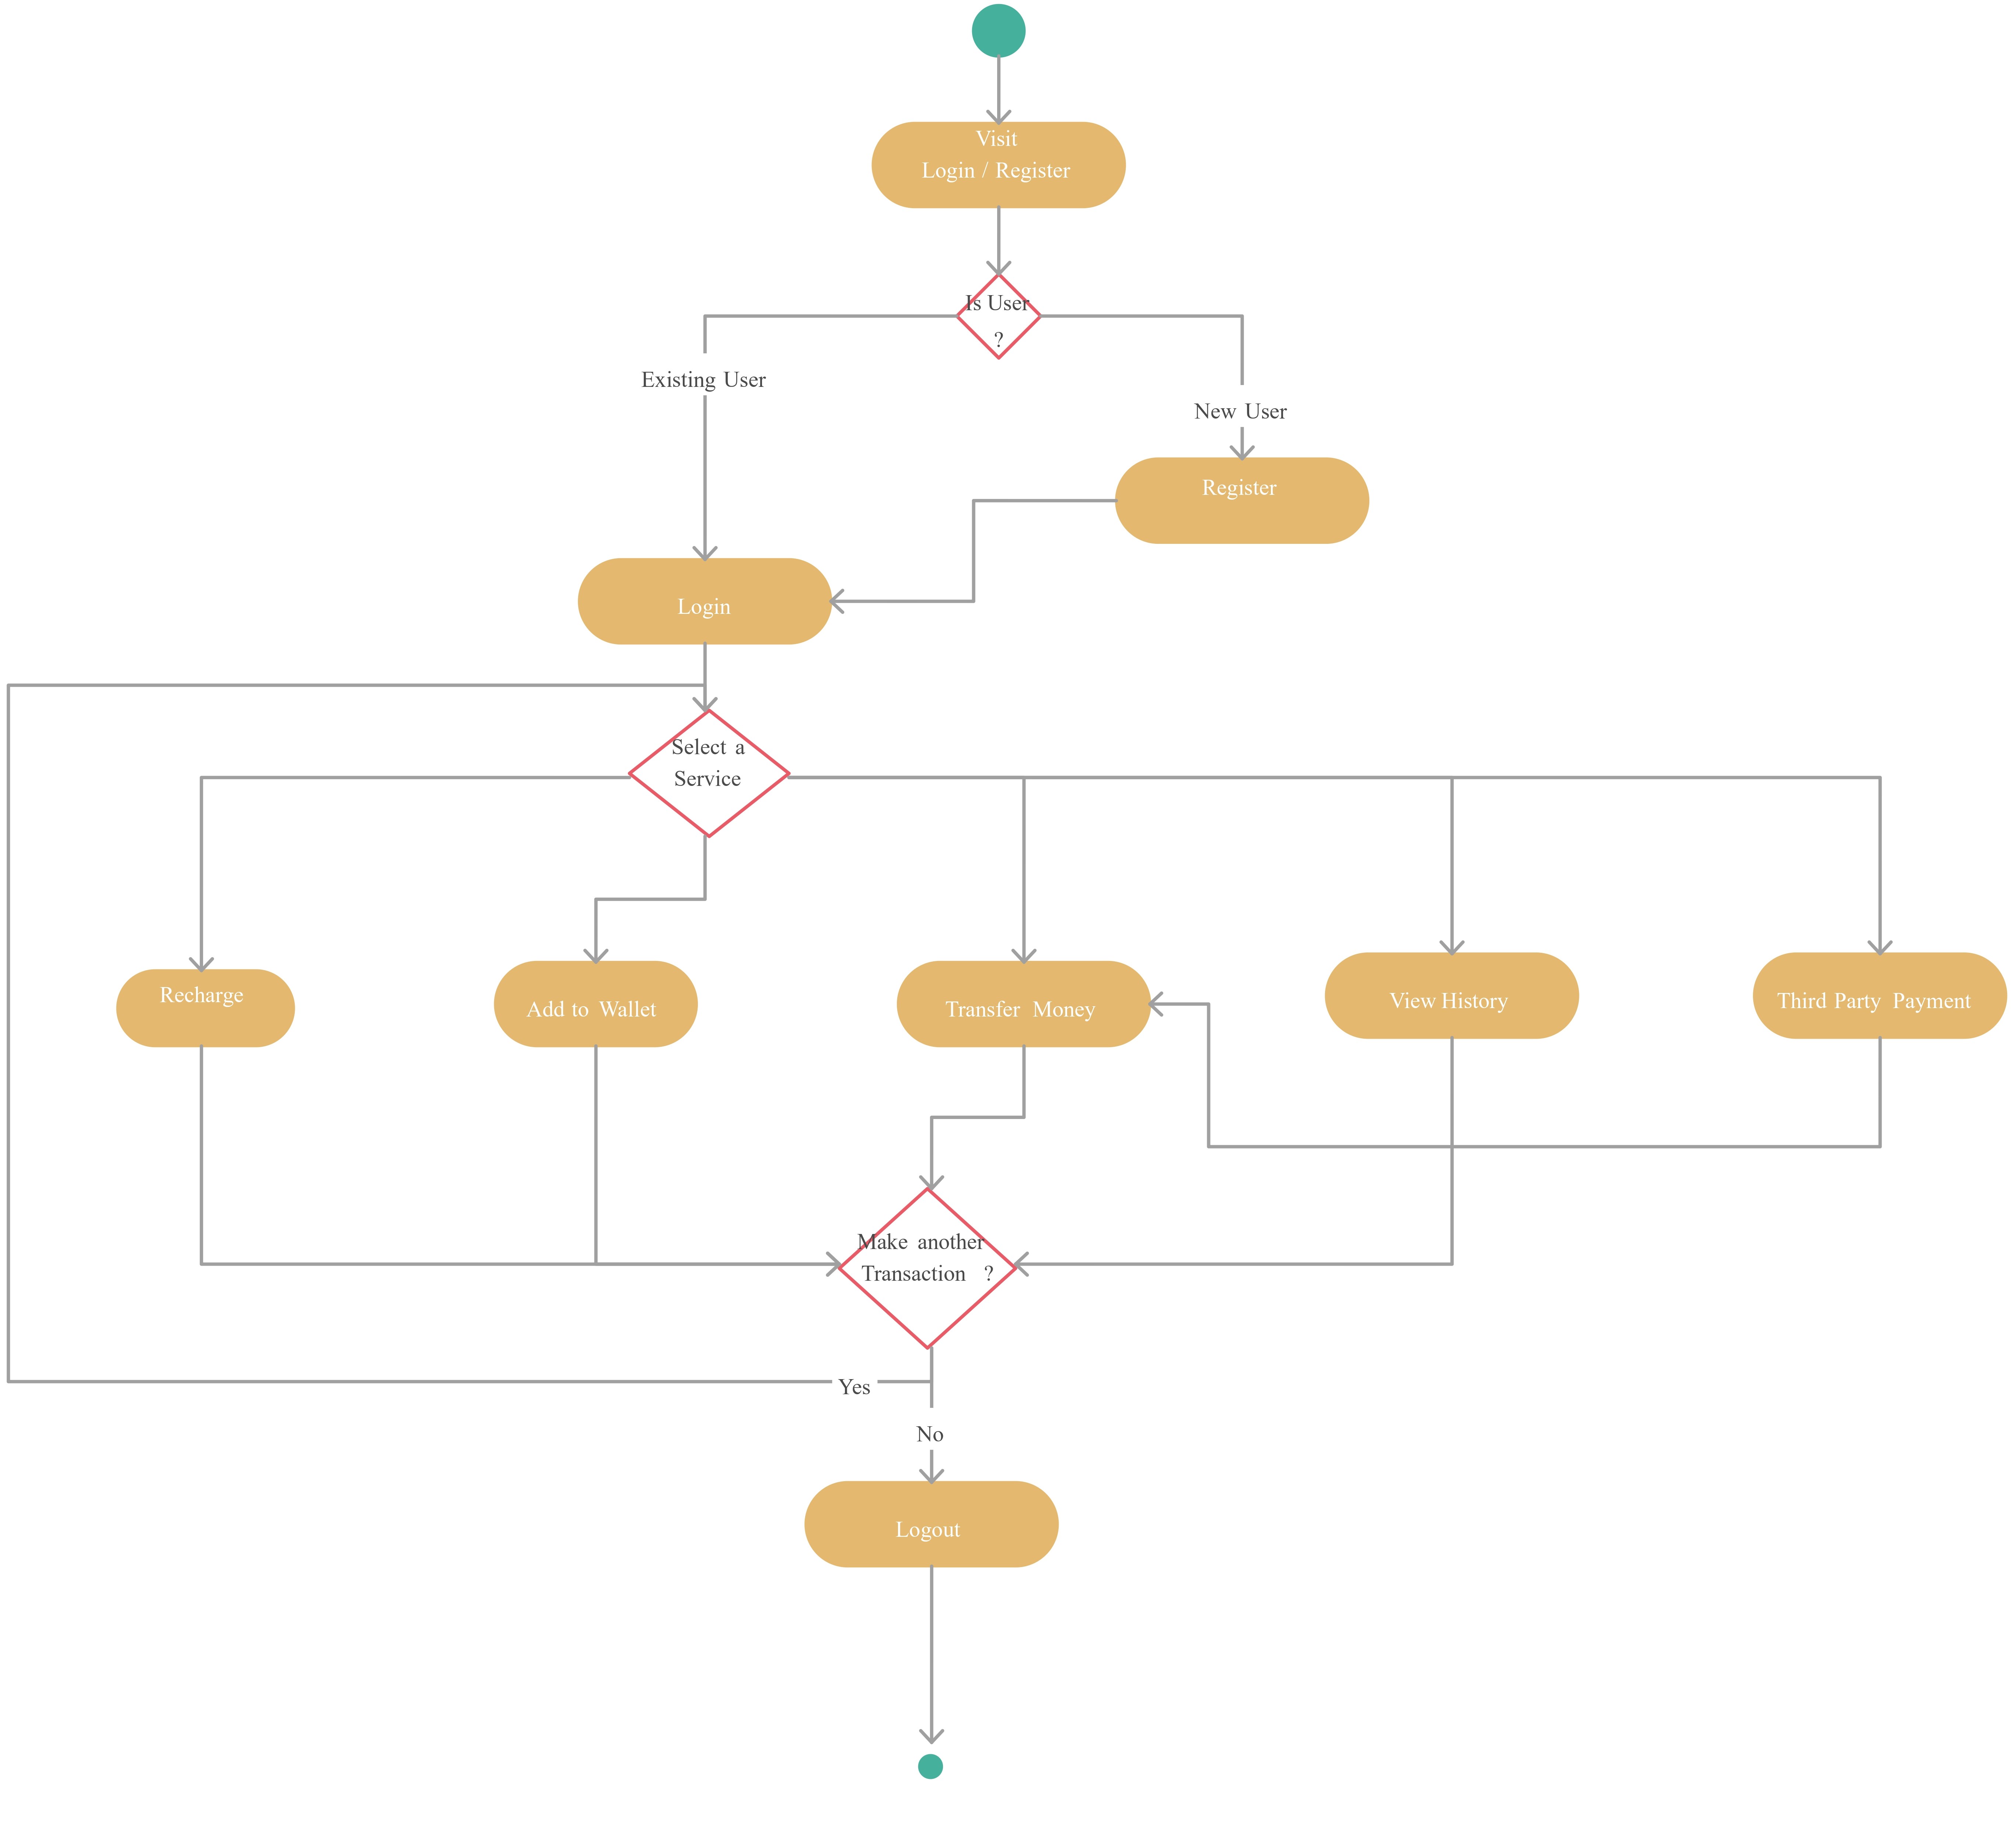 Visit
Login / Register
Is User
?
Existing User
New User
Register
Login
Select a
Service
Recharge
Add to Wallet
Transfer Money
View History
Third Party Payment
Make another
Transaction ?
Yes
No
Logout